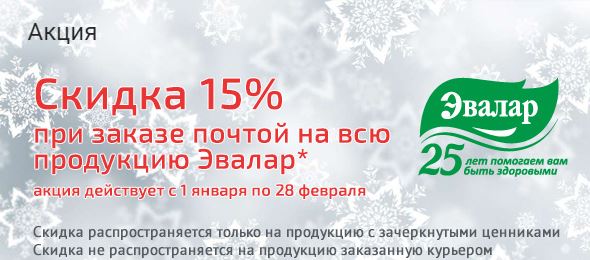 Акция
Скидка 15%
при заказе почтой на всю
продукцию Эвалар*
акция действует с 1 января по 28 февраля
Эвалар
25 лет помогаем вам
быть здоровыми
Скидка распространяется только на продукцию с зачеркнутыми ценниками
Скидка не распространяется на продукцию заказанную курьером